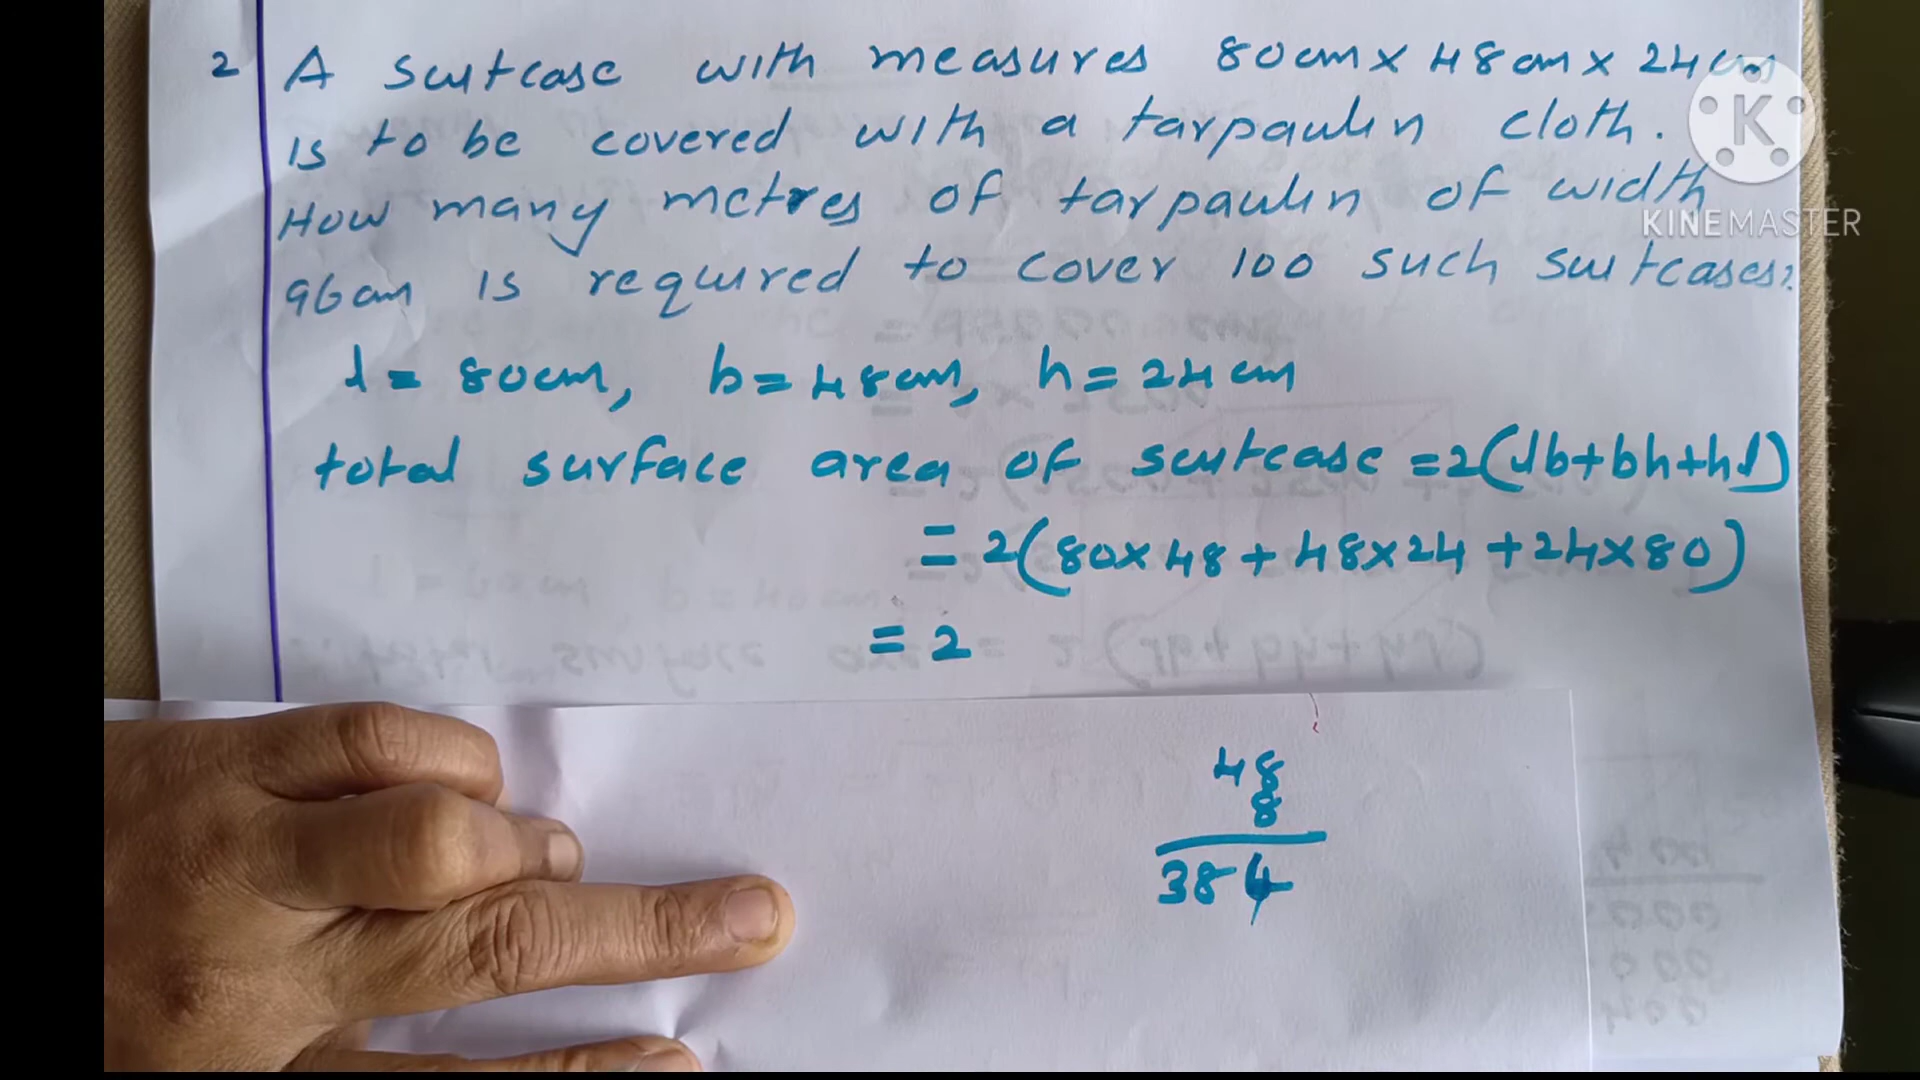 2 A suitcase with measures 80cm x 48cm x 24cm
is to be covered with a tarpaulin cloth.
How many metres of tarpaulin of width
96cm is required to cover 100 such suitcases?
l = 80cm, b = 48cm, h = 24cm
total surface area of suitcase = 2(lb+bh+hl)
= 2(80x48 + 48x24 + 24x80)
= 2
48
8
384
K
KINEMASTER